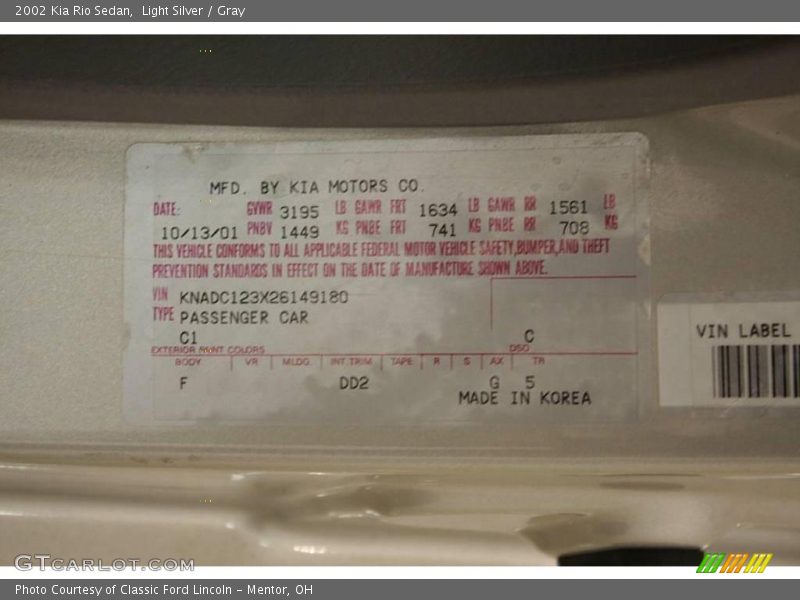 2002 Kia Rio Sedan,  Light Silver / Gray
MFD. BY KIA MOTORS CO.
DATE: GVWR 3195 LB GAWR FRT 1634 LB GAWR RR 1561 LB
10/13/01 PNBV 1449 KG PNBE FRT 741 KG PNBE RR 708 KG
THIS VEHICLE CONFORMS TO ALL APPLICABLE FEDERAL MOTOR VEHICLE SAFETY,BUMPER,AND THEFT
PREVENTION STANDARDS IN EFFECT ON THE DATE OF MANUFACTURE SHOWN ABOVE.
VIN KNADC123X26149180
TYPE PASSENGER CAR
C1 C
EXTERIOR PAINT COLORS DSO
BODY VR MLDG. INT.TRIM TAPE R S AX TR
F DD2 G 5
MADE IN KOREA
VIN LABEL
GTCARLOT.COM
Photo Courtesy of Classic Ford Lincoln - Mentor, OH